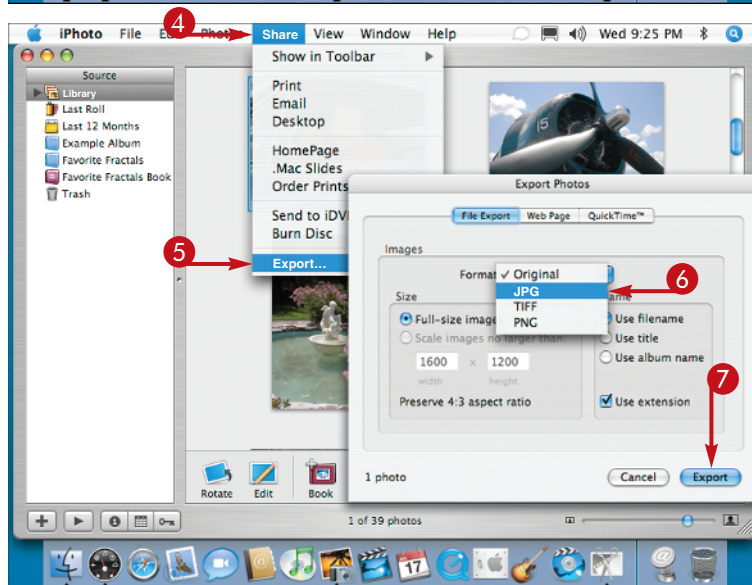 4
iPhoto File Edit Photos Share View Window Help Wed 9:25 PM
Show in Toolbar
Print
Email
Desktop
HomePage
.Mac Slides
Order Prints
Send to iDV
Burn Disc
5
Export...
Source
Library
Last Roll
Last 12 Months
Example Album
Favorite Fractals
Favorite Fractals Book
Trash
15
Export Photos
File Export Web Page QuickTime™
Images
Format
✓ Original
JPG
TIFF
PNG
6
Size
Full-size image
Scale images no larger than:
1600 x 1200
width height
Preserve 4:3 aspect ratio
Name
Use filename
Use title
Use album name
Use extension
7
1 photo
Cancel Export
Rotate Edit Book
1 of 39 photos
17